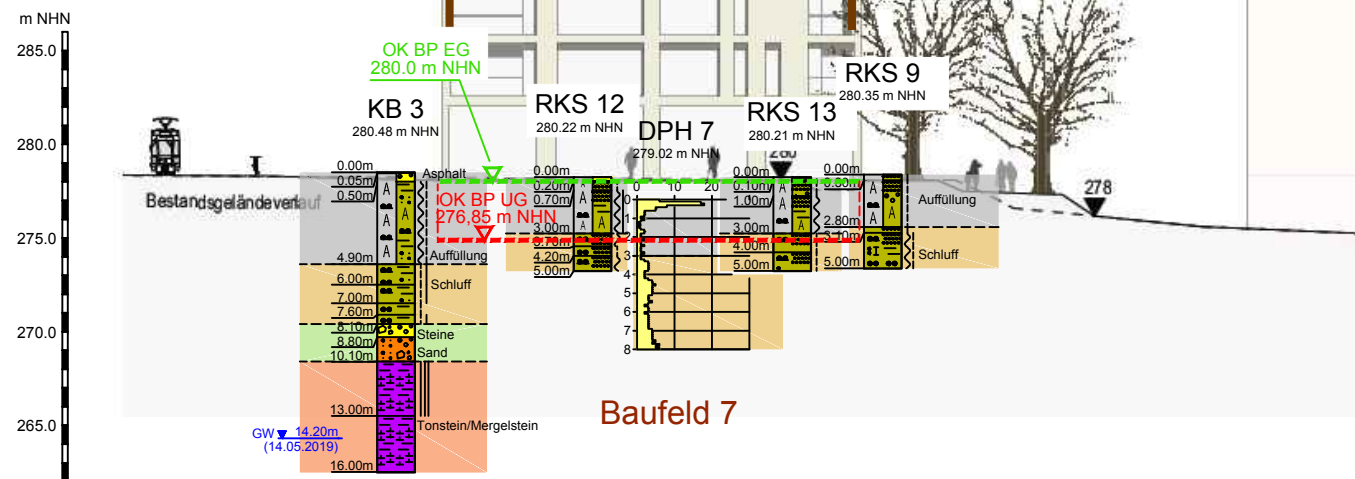 m NHN
285.0
280.0
275.0
270.0
265.0
OK BP EG
280.0 m NHN
KB 3
280.48 m NHN
RKS 12
280.22 m NHN
DPH 7
279.02 m NHN
RKS 13
280.21 m NHN
RKS 9
280.35 m NHN
280
278
Bestandsgeländeverlauf
OK BP UG
276,85 m NHN
0.00m
0.05m
0.50m
4.90m
6.00m
7.00m
7.60m
8.10m
8.80m
10.10m
13.00m
16.00m
Asphalt
Auffüllung
Schluff
Steine
Sand
Tonstein/Mergelstein
GW 14.20m
(14.05.2019)
0.00m
0.20m
0.70m
3.00m
3.70m
4.20m
5.00m
0 10 20
0
1
2
3
4
5
6
7
8
0.00m
0.10m
1.00m
3.00m
4.00m
5.00m
0.00m
2.80m
5.00m
Auffüllung
Schluff
A
A
A
A
A
A
A
A
A
A
A
A
Baufeld 7